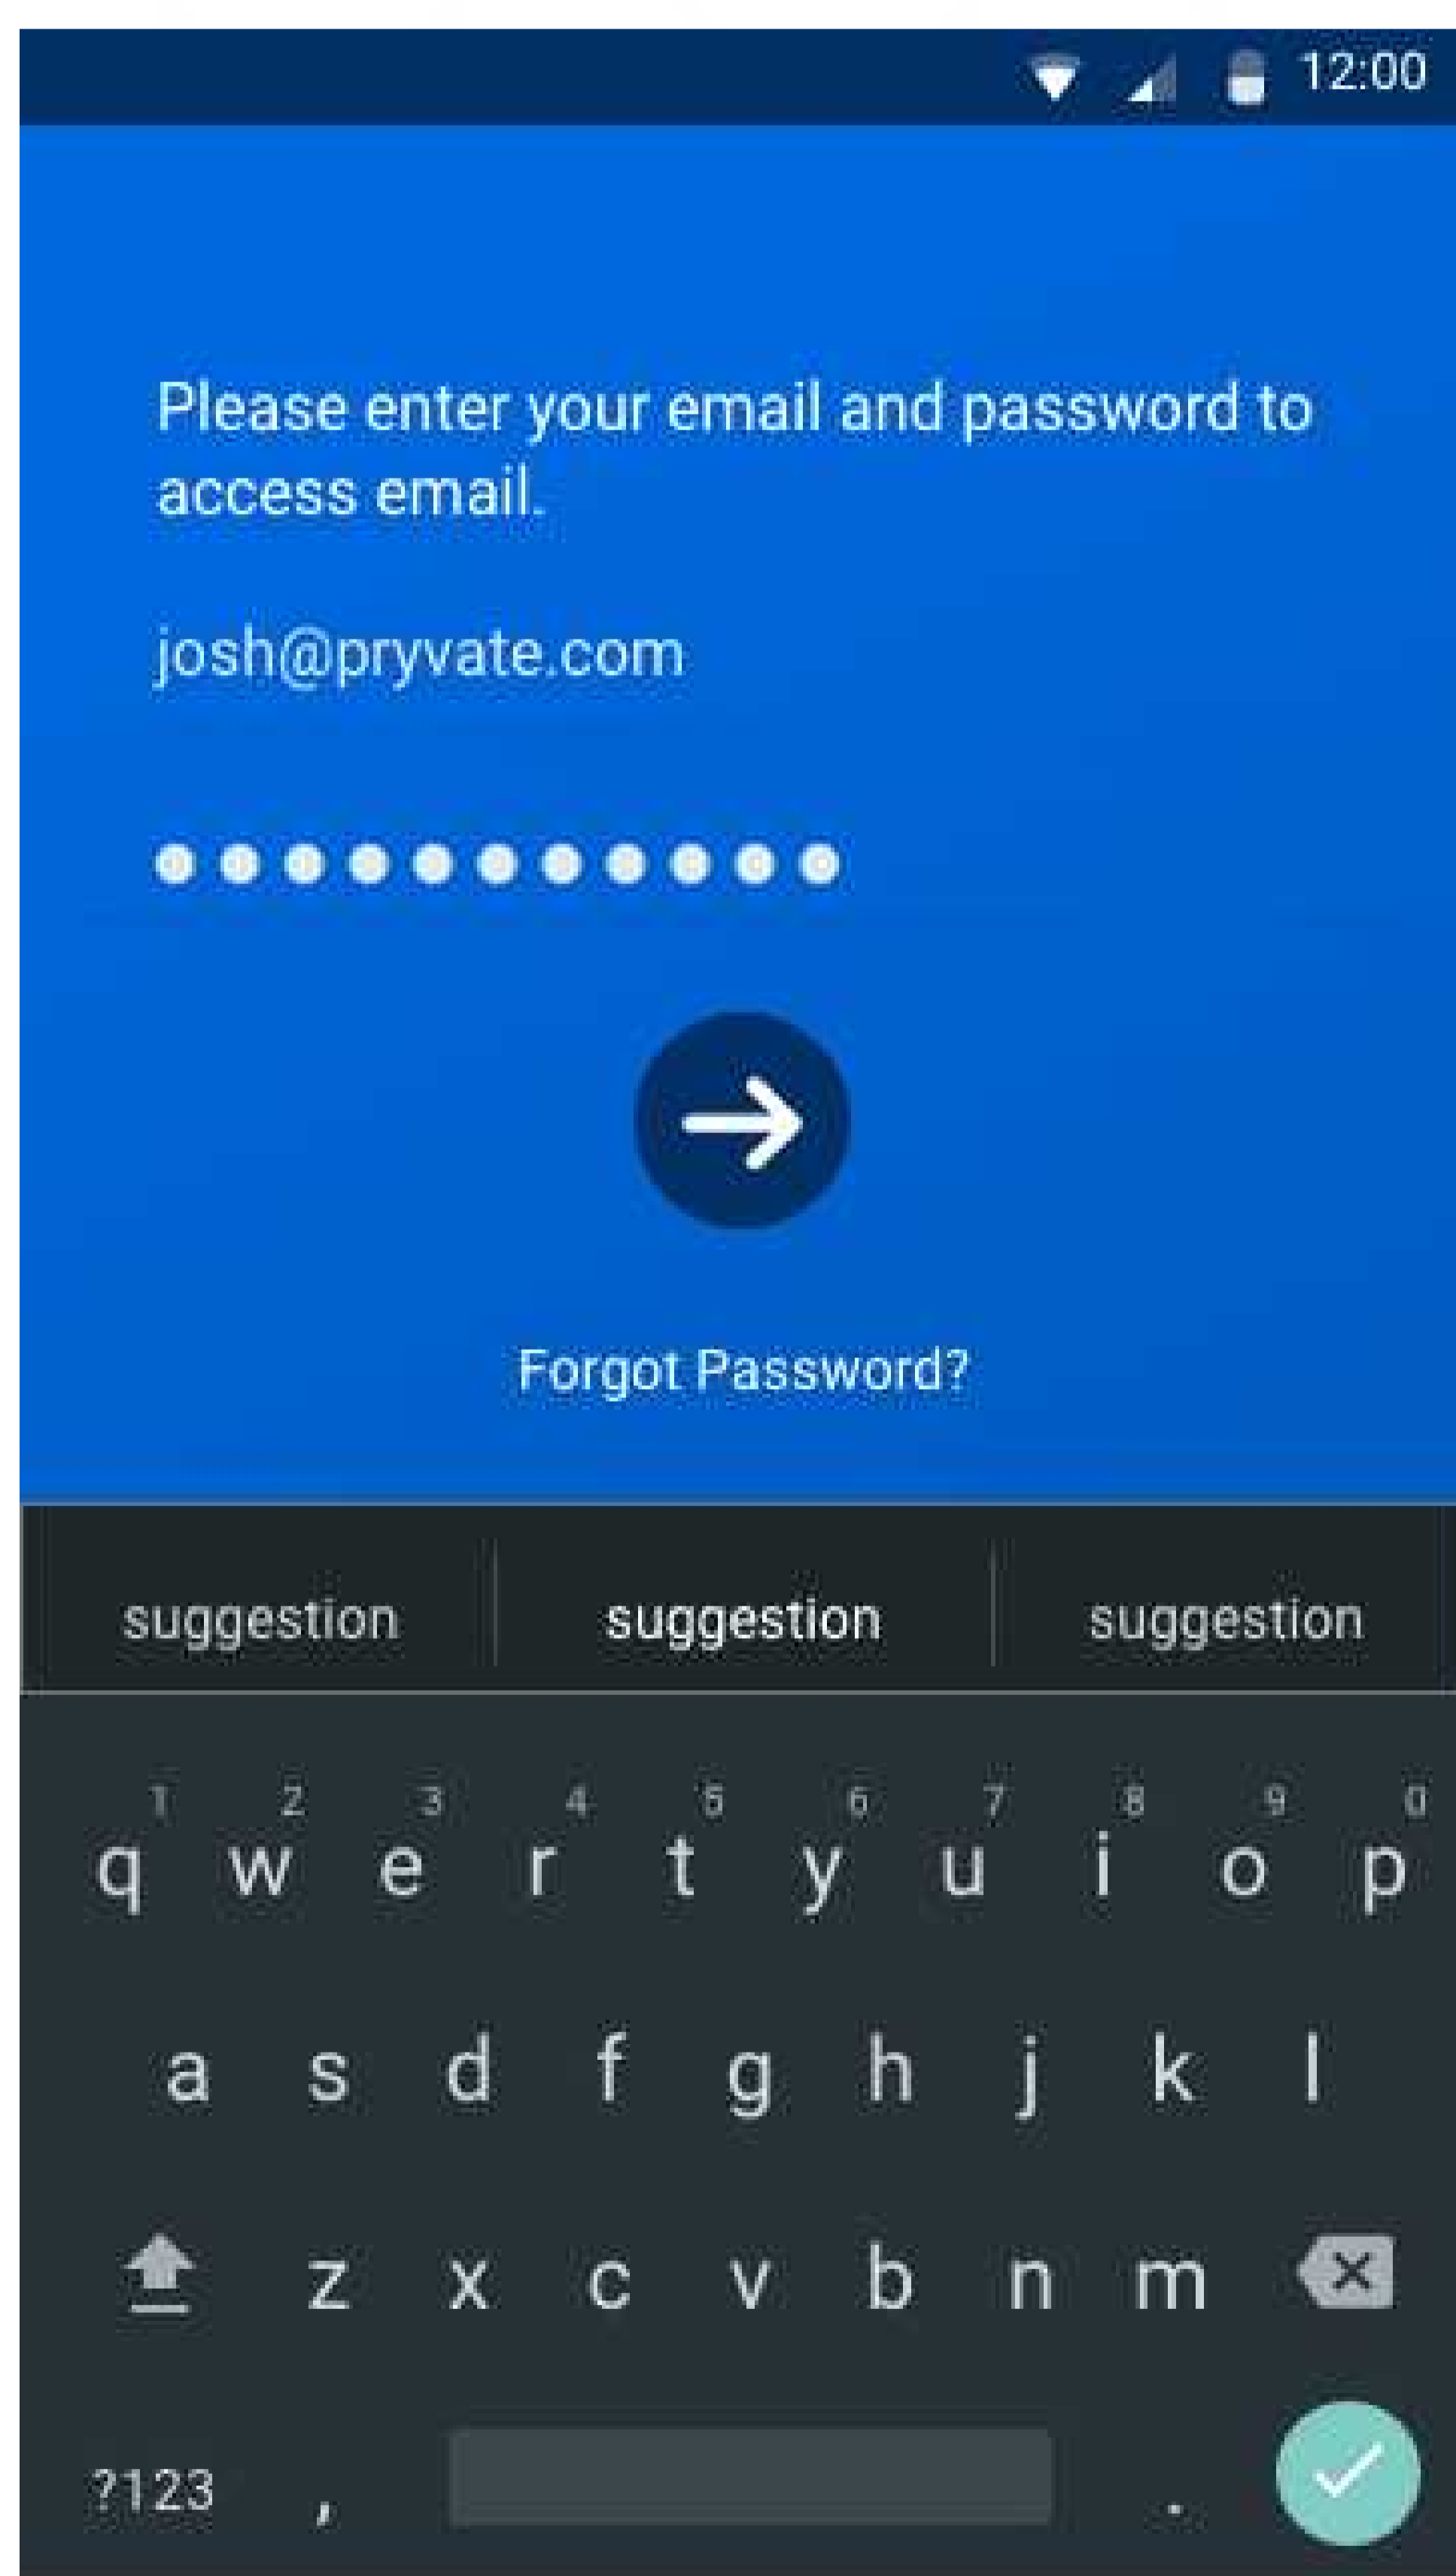 12:00
Please enter your email and password to
access email.
josh@pryvate.com
Forgot Password?
suggestion suggestion suggestion
1 2 3 4 5 6 7 8 9 0
q w e r t y u i o p
a s d f g h j k l
z x c v b n m
?123 , .